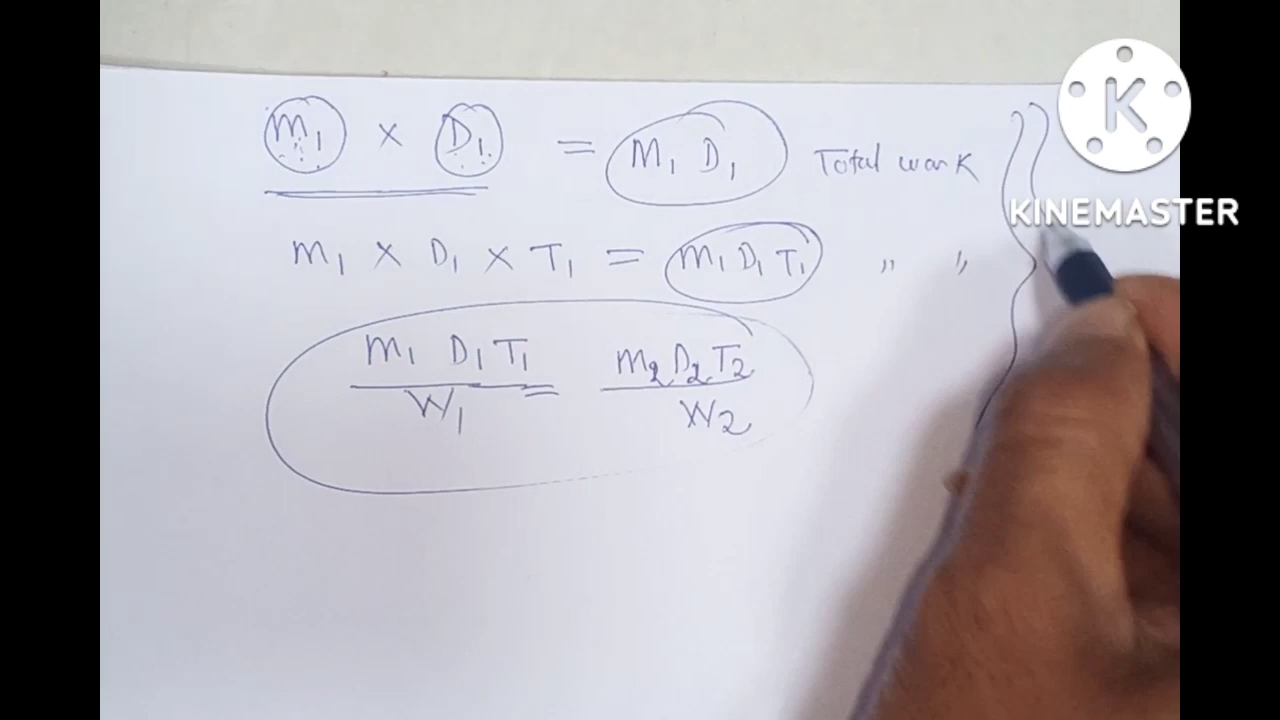 M₁ × D₁ = M₁ D₁ Total work
M₁ × D₁ × T₁ = M₁ D₁ T₁ " "
M₁ D₁ T₁ / W₁ = M₂ D₂ T₂ / W₂
K
KINEMASTER